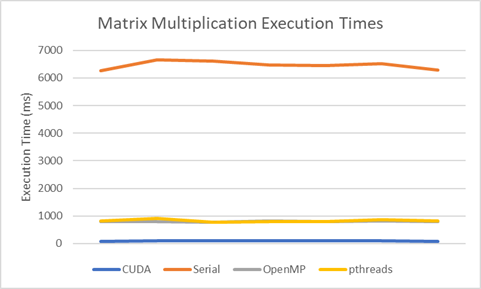 Matrix Multiplication Execution Times
Execution Time (ms)
7000
6000
5000
4000
3000
2000
1000
0
CUDA Serial OpenMP pthreads